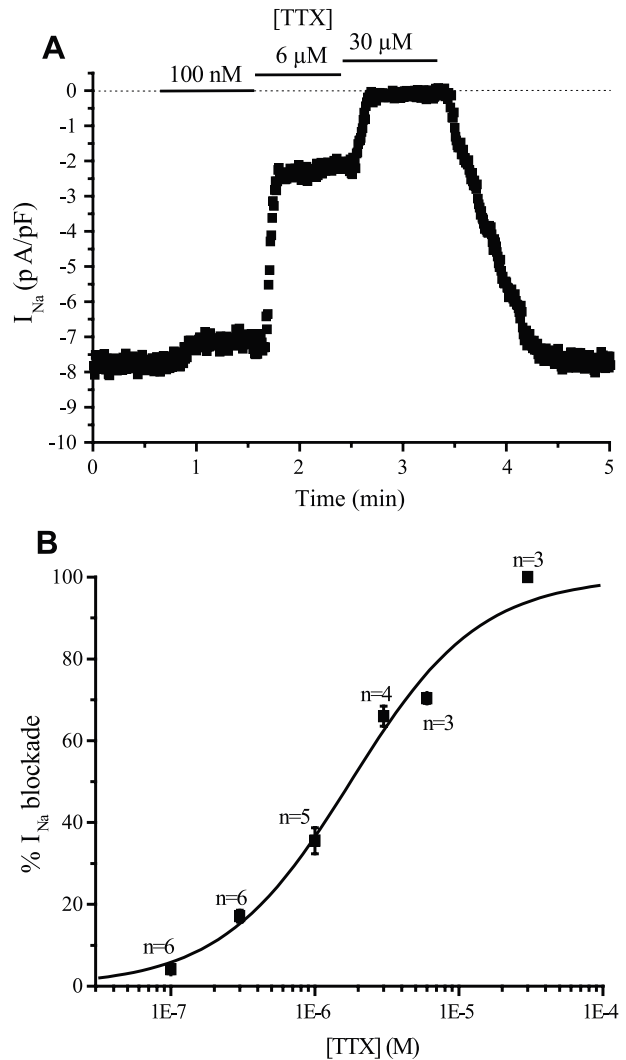 [TTX]
A
30 µM
6 µM
100 nM
0
-1
-2
-3
-4
-5
-6
-7
-8
-9
-10
I_Na (p A/pF)
0 1 2 3 4 5
Time (min)
B
100
80
60
40
20
0
% I_Na blockade
n=3
n=4
n=3
n=5
n=6
n=6
1E-7 1E-6 1E-5 1E-4
[TTX] (M)